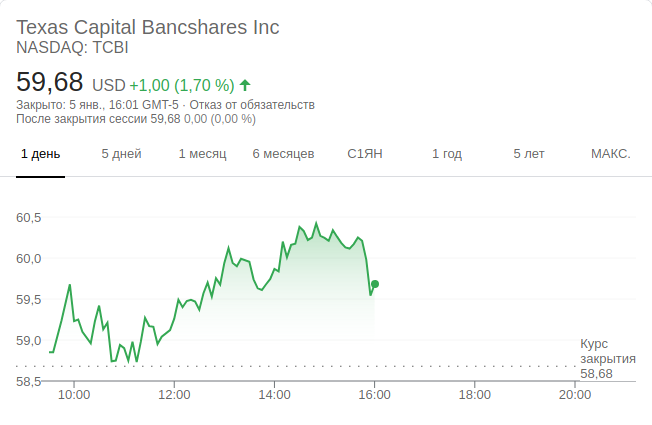 Texas Capital Bancshares Inc
NASDAQ: TCBI
59,68 USD +1,00 (1,70 %)
Закрыто: 5 янв., 16:01 GMT-5 · Отказ от обязательств
После закрытия сессии 59,68 0,00 (0,00 %)
1 день 5 дней 1 месяц 6 месяцев С1ЯН 1 год 5 лет МАКС.
60,5
60,0
59,5
59,0
58,5
Курс
закрытия
58,68
10:00 12:00 14:00 16:00 18:00 20:00